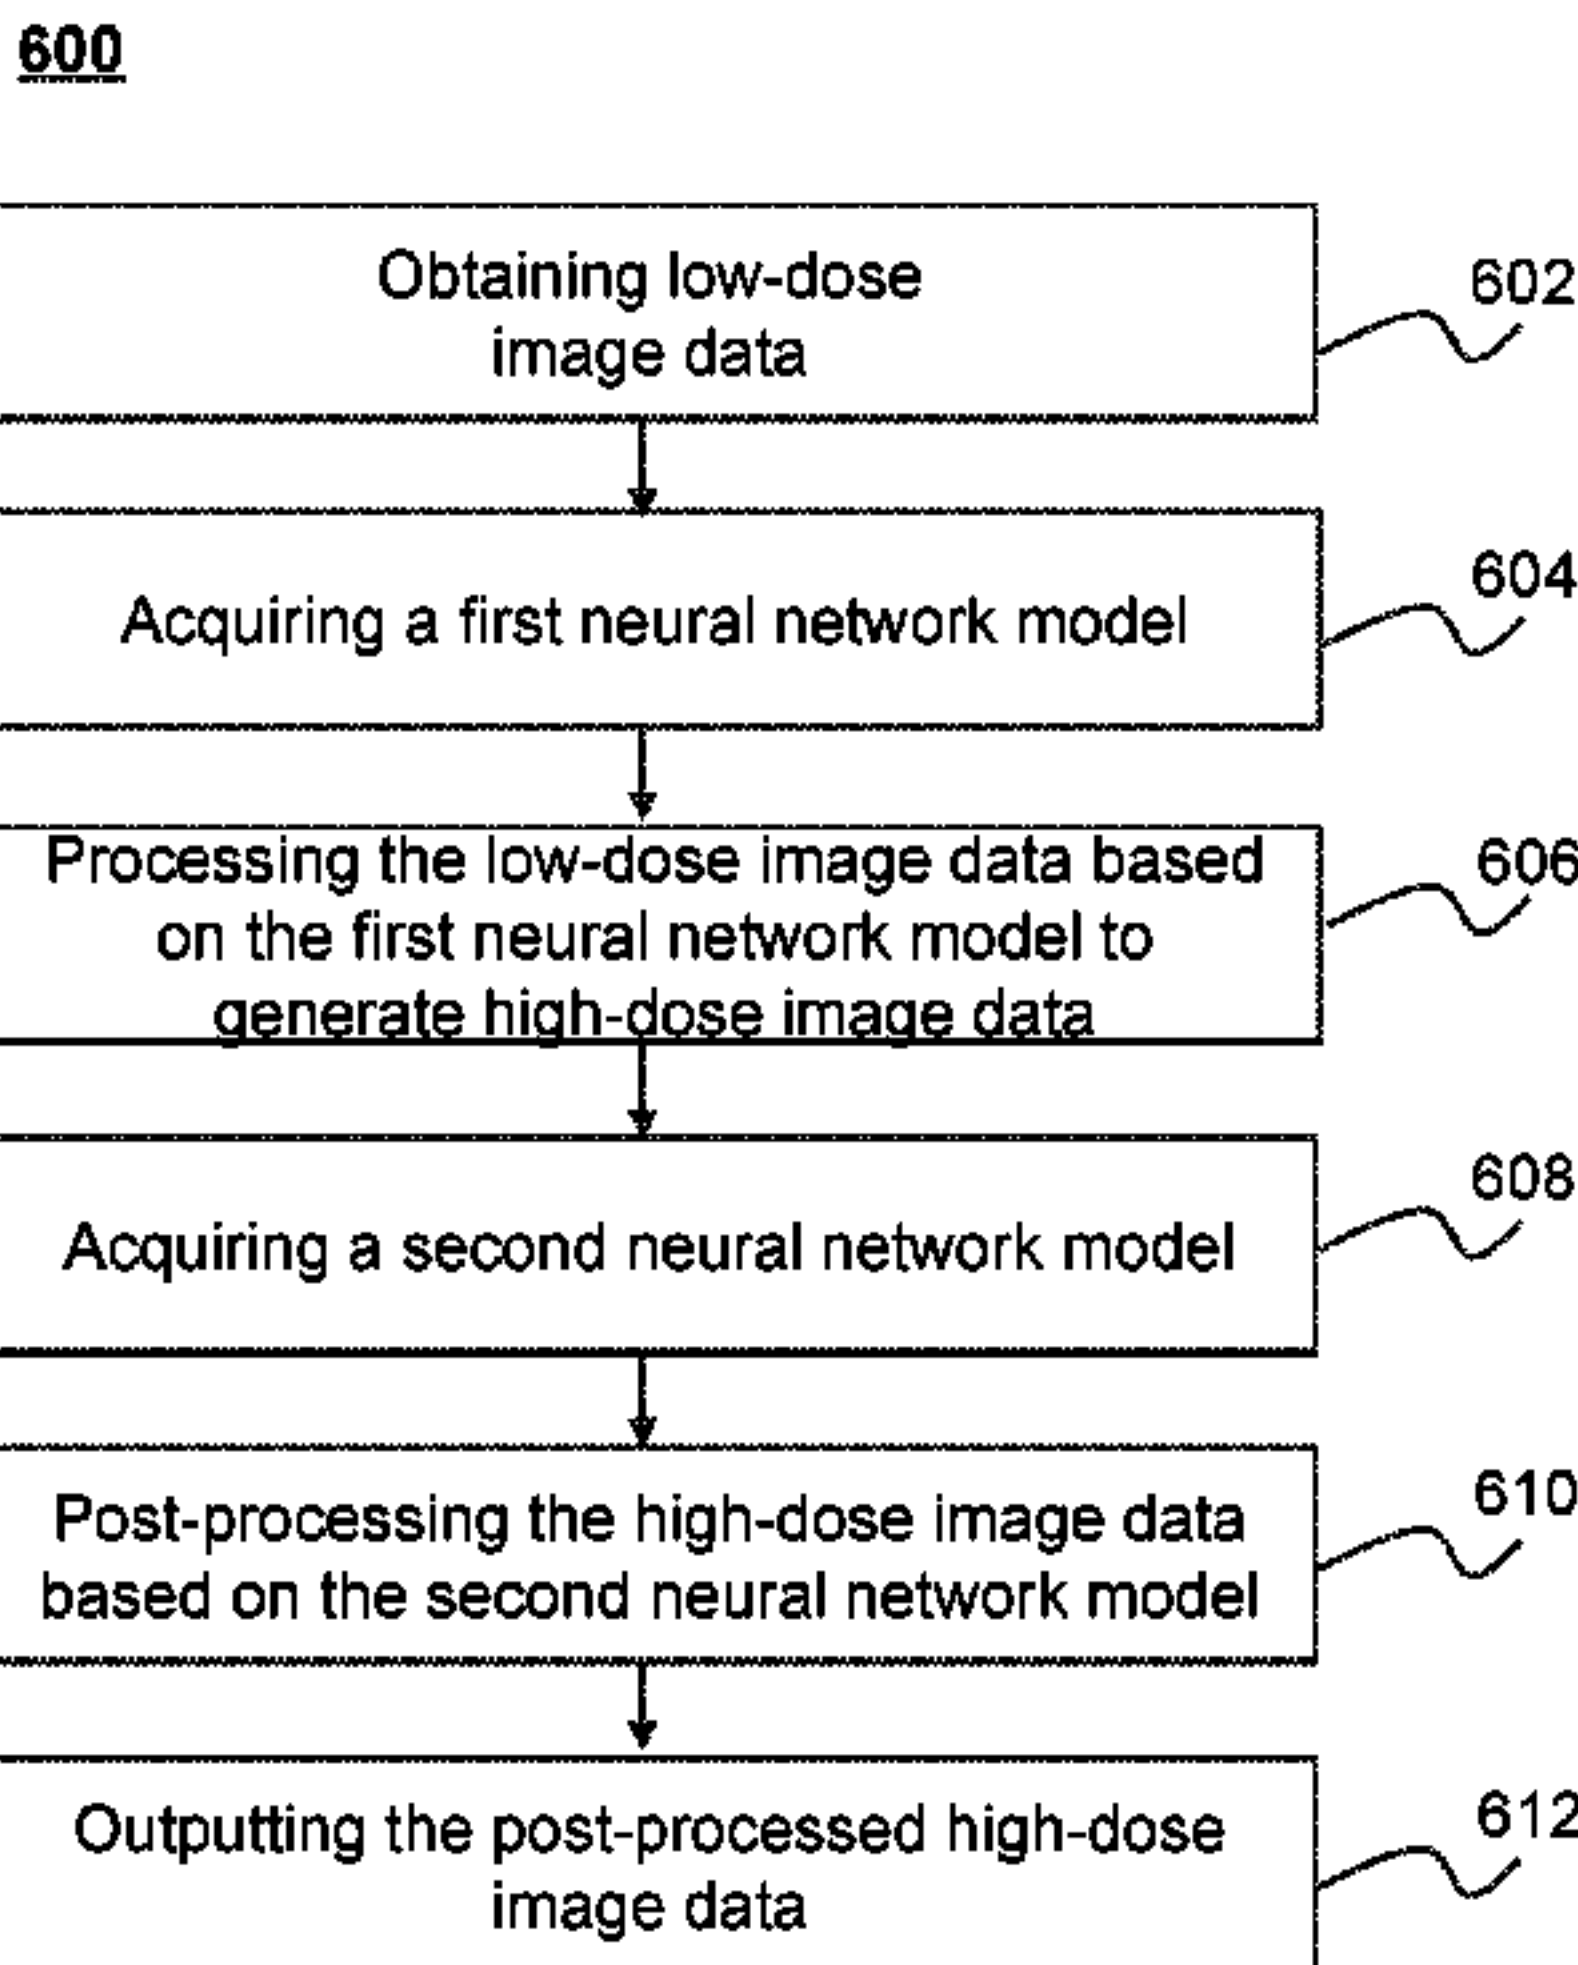 600
Obtaining low-dose
image data
602
Acquiring a first neural network model
604
Processing the low-dose image data based
on the first neural network model to
generate high-dose image data
606
Acquiring a second neural network model
608
Post-processing the high-dose image data
based on the second neural network model
610
Outputting the post-processed high-dose
image data
612